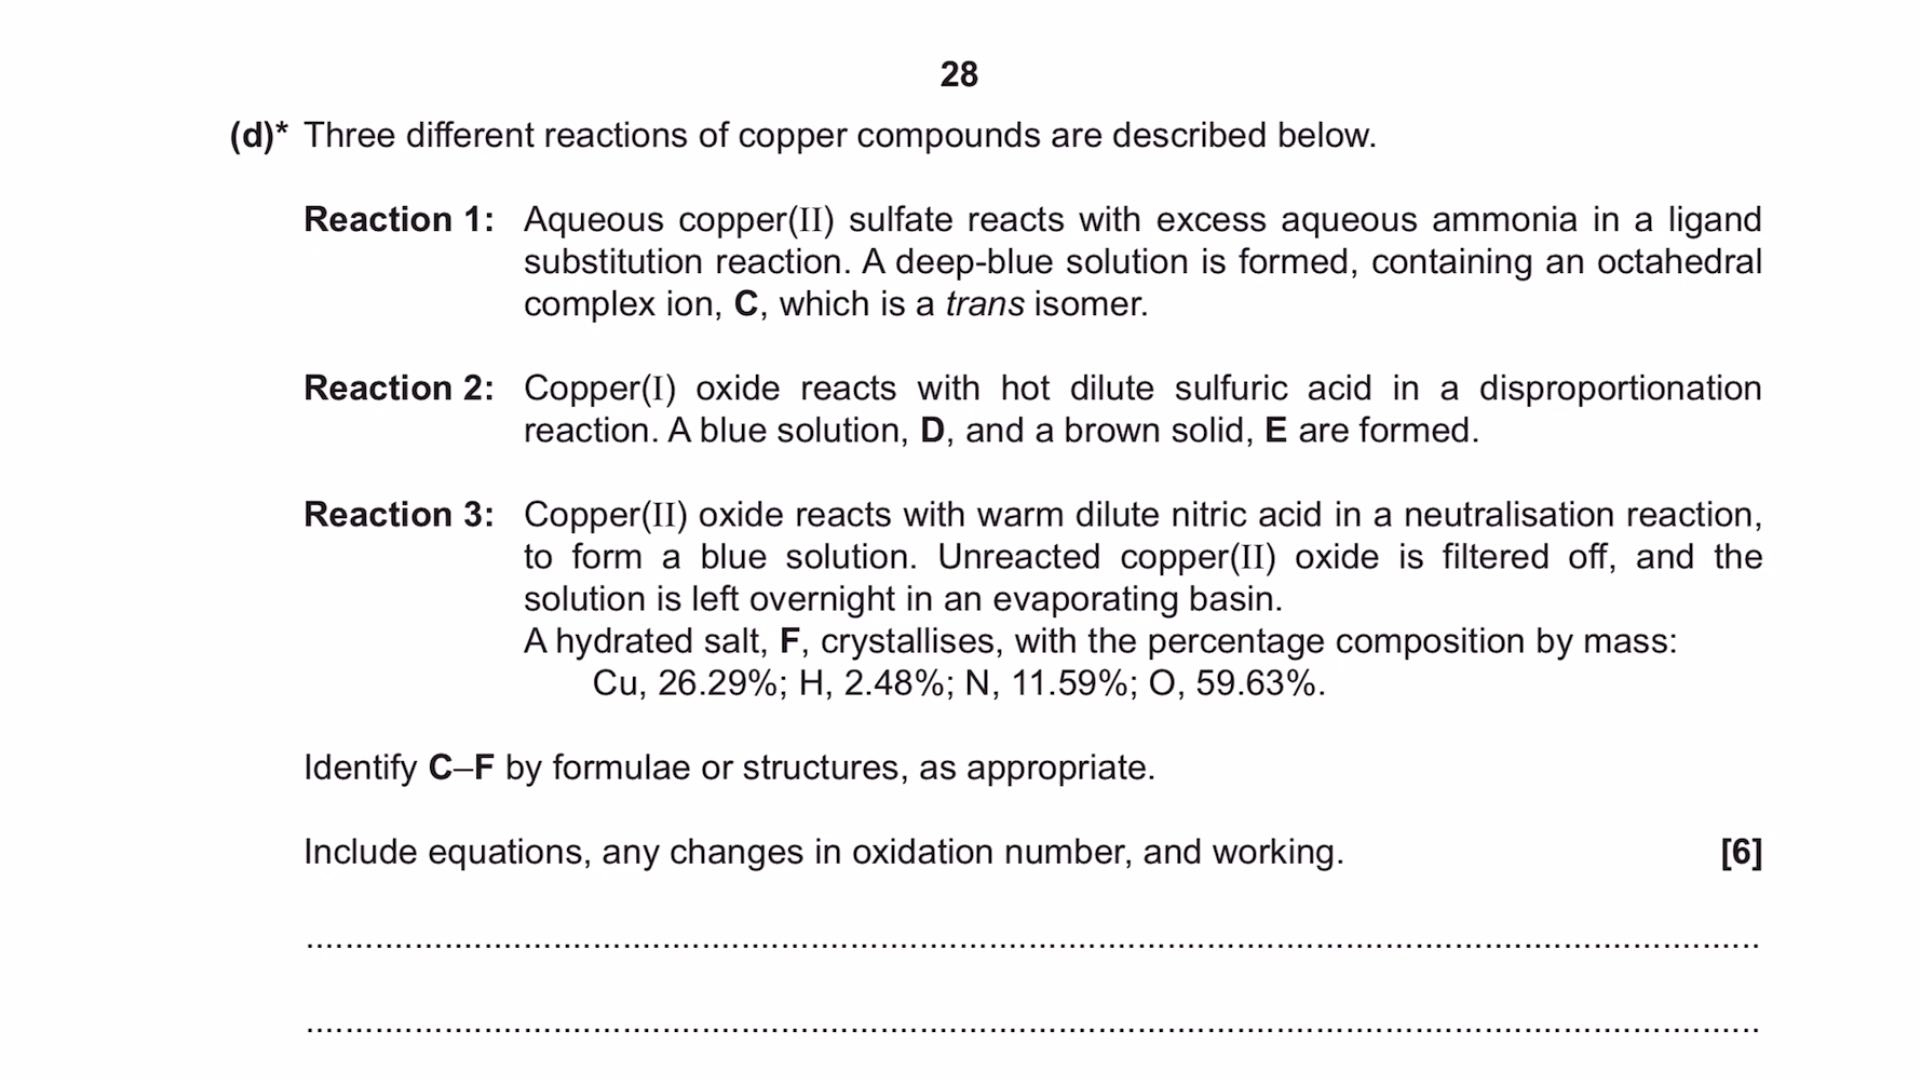 28
(d)* Three different reactions of copper compounds are described below.
Reaction 1: Aqueous copper(II) sulfate reacts with excess aqueous ammonia in a ligand
substitution reaction. A deep-blue solution is formed, containing an octahedral
complex ion, C, which is a trans isomer.
Reaction 2: Copper(I) oxide reacts with hot dilute sulfuric acid in a disproportionation
reaction. A blue solution, D, and a brown solid, E are formed.
Reaction 3: Copper(II) oxide reacts with warm dilute nitric acid in a neutralisation reaction,
to form a blue solution. Unreacted copper(II) oxide is filtered off, and the
solution is left overnight in an evaporating basin.
A hydrated salt, F, crystallises, with the percentage composition by mass:
Cu, 26.29%; H, 2.48%; N, 11.59%; O, 59.63%.
Identify C–F by formulae or structures, as appropriate.
Include equations, any changes in oxidation number, and working. [6]